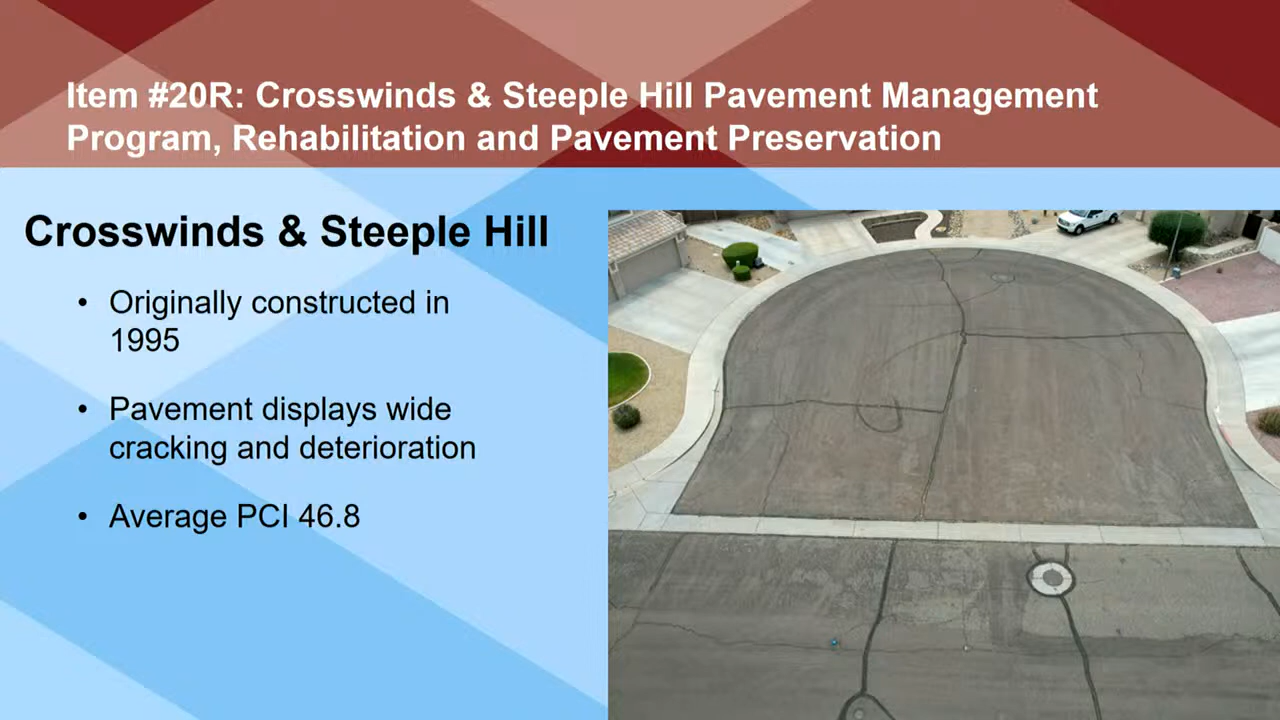 Item #20R: Crosswinds & Steeple Hill Pavement Management
Program, Rehabilitation and Pavement Preservation
Crosswinds & Steeple Hill
• Originally constructed in
1995
• Pavement displays wide
cracking and deterioration
• Average PCI 46.8